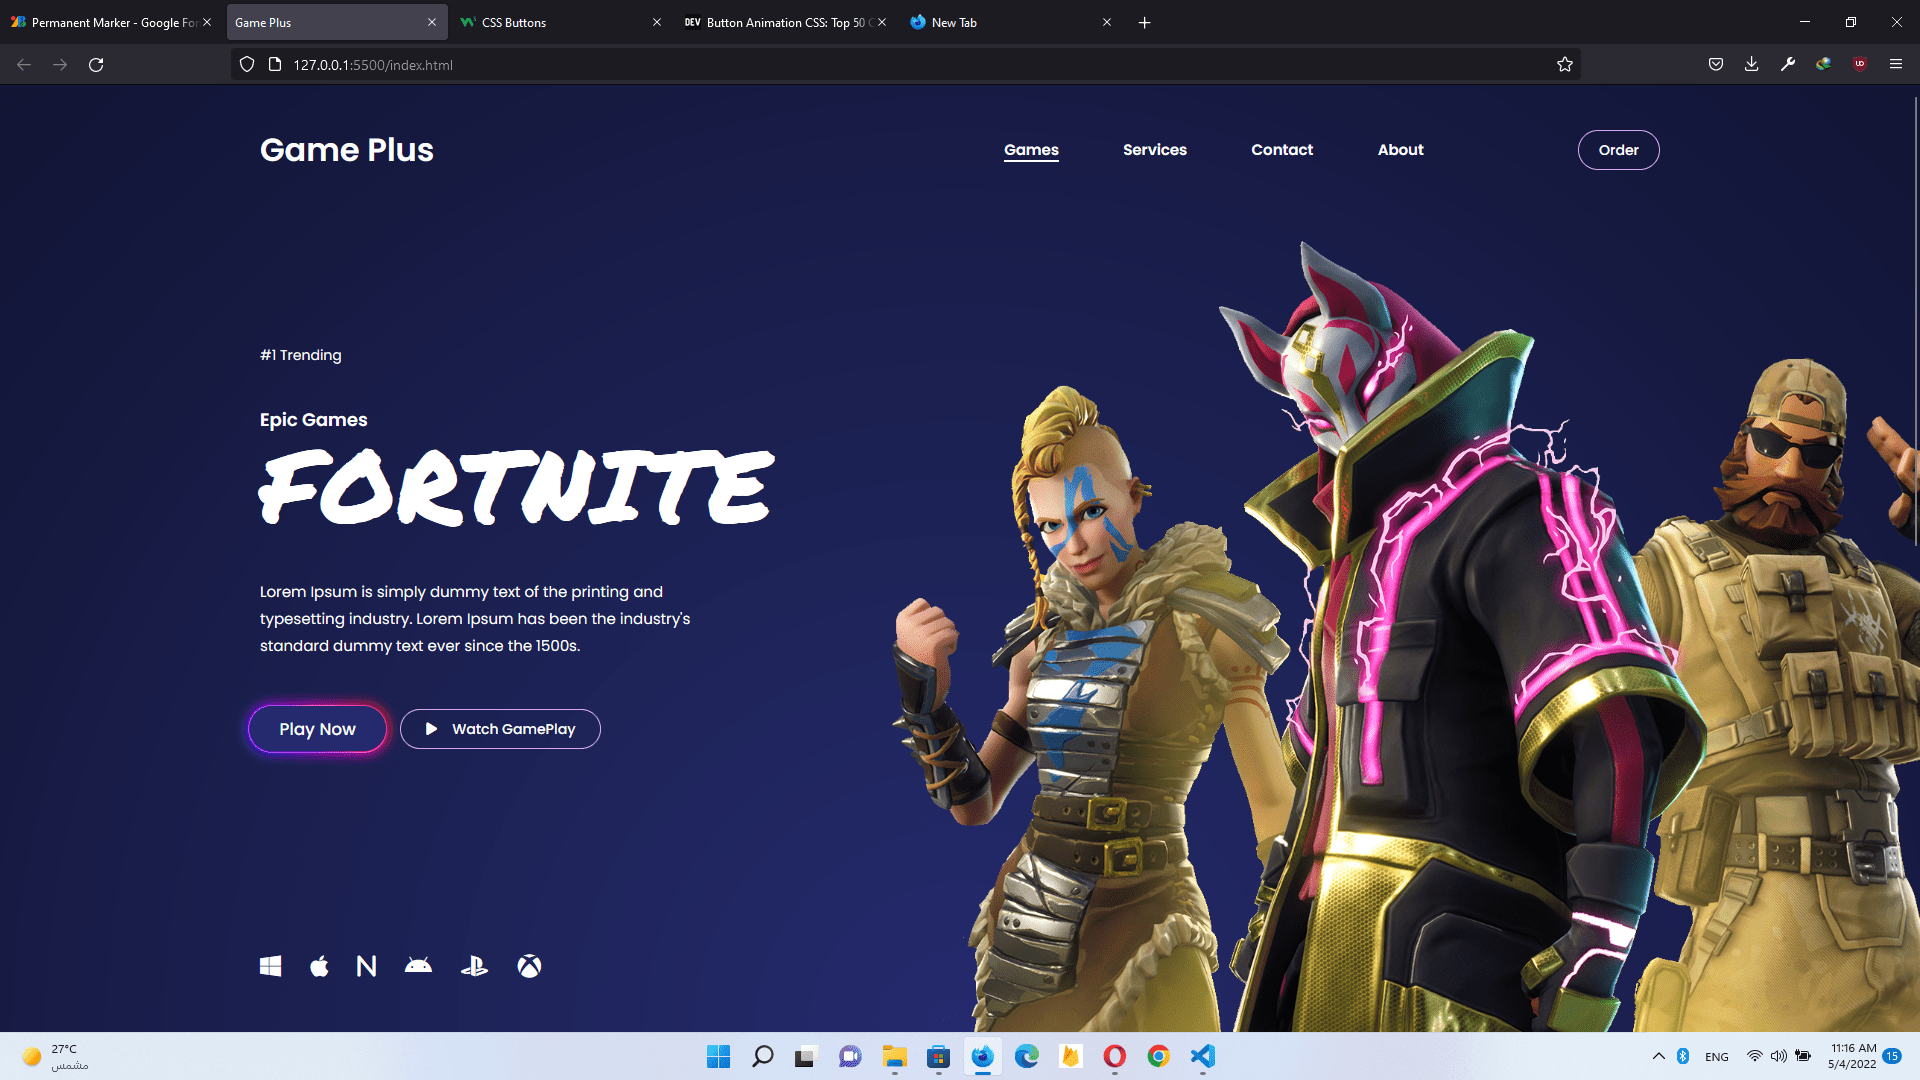 Permanent Marker - Google Fo
Game Plus
CSS Buttons
DEV Button Animation CSS: Top 50
New Tab
127.0.0.1:5500/index.html
Game Plus
Games
Services
Contact
About
Order
#1 Trending
Epic Games
FORTNITE
Lorem Ipsum is simply dummy text of the printing and
typesetting industry. Lorem Ipsum has been the industry's
standard dummy text ever since the 1500s.
Play Now
Watch GamePlay
27°C
مشمس
ENG
11:16 AM
5/4/2022
15